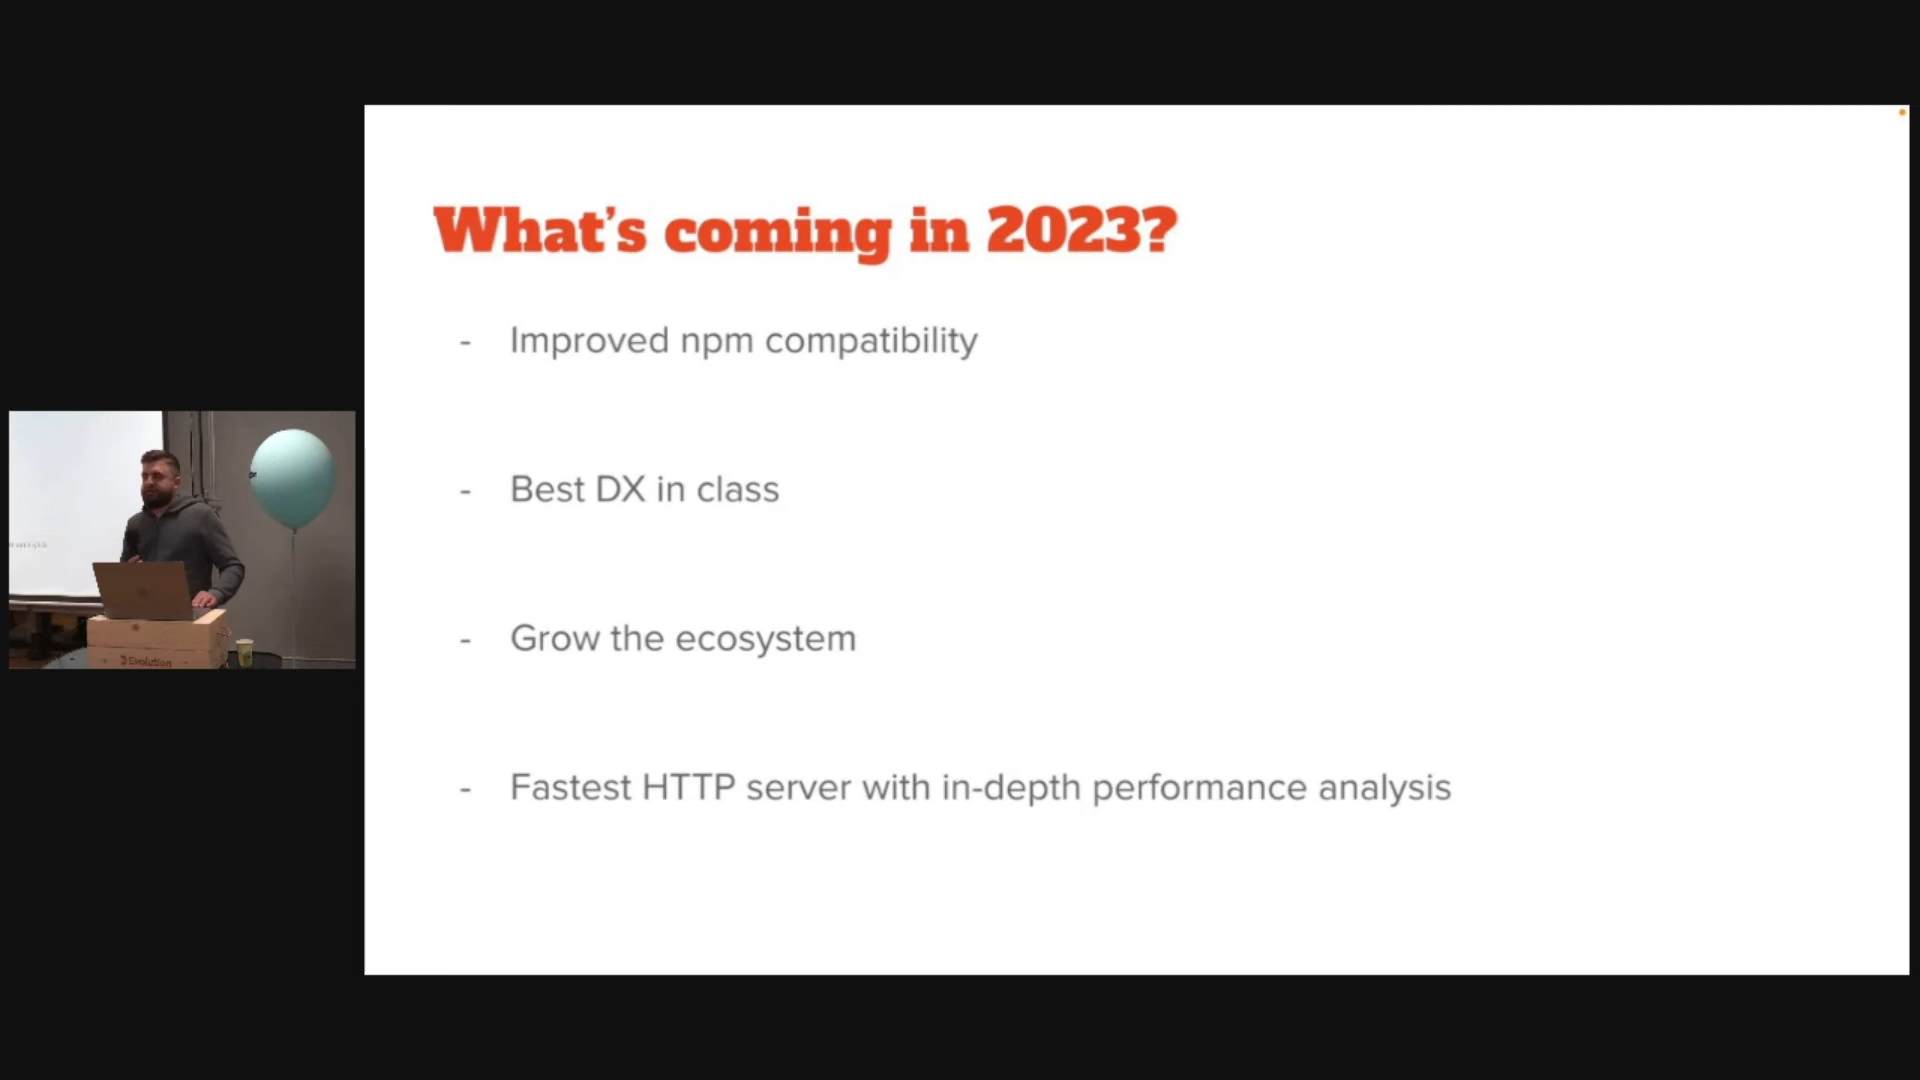 What's coming in 2023?
- Improved npm compatibility
- Best DX in class
- Grow the ecosystem
- Fastest HTTP server with in-depth performance analysis
Evolution